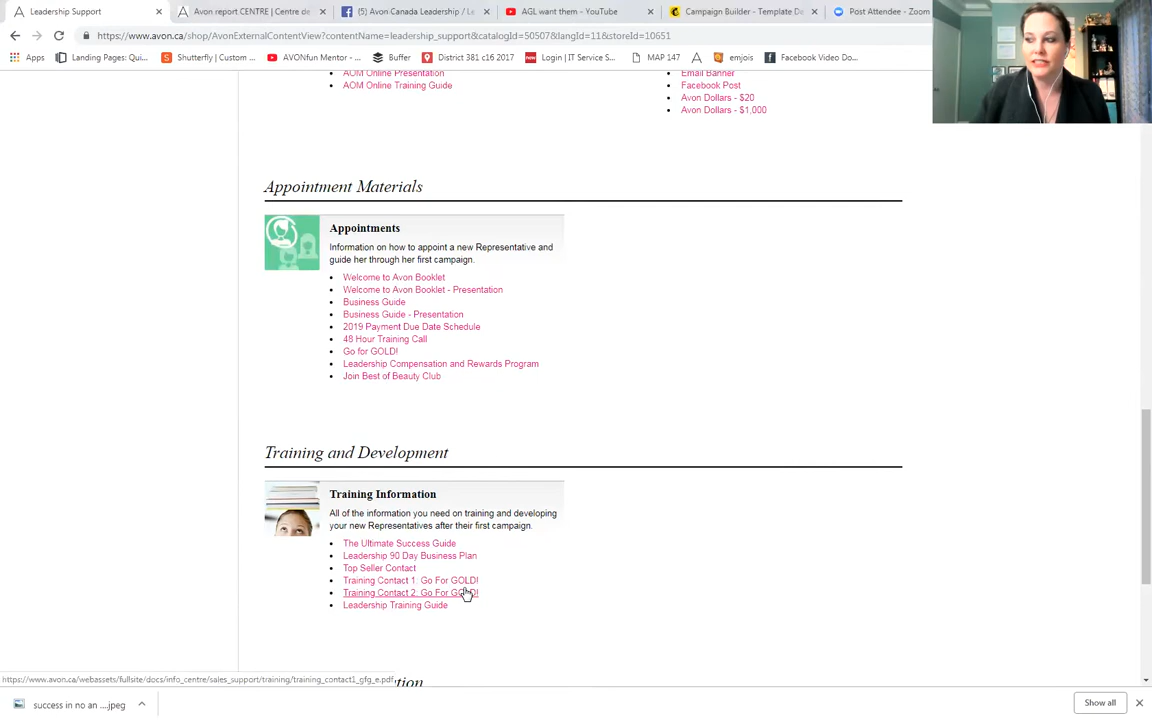 Leadership Support
Avon report.CENTRE | Centre de
(5) Avon Canada Leadership / Le
AGL want them - YouTube
Campaign Builder - Template De
Post Attendee - Zoom
https://www.avon.ca/shop/AvonExternalContentView?contentName=leadership_support&catalogId=50507&langId=11&storeId=10651
Apps
Landing Pages: Qui...
Shutterfly | Custom ...
AVONfun Mentor - ...
Buffer
District 381 c16 2017
Login | IT Service S...
MAP 147
emjois
Facebook Video Do...
AOM Online Presentation
AOM Online Training Guide
Email Banner
Facebook Post
Avon Dollars - $20
Avon Dollars - $1,000
Appointment Materials
Appointments
Information on how to appoint a new Representative and
guide her through her first campaign.
Welcome to Avon Booklet
Welcome to Avon Booklet - Presentation
Business Guide
Business Guide - Presentation
2019 Payment Due Date Schedule
48 Hour Training Call
Go for GOLD!
Leadership Compensation and Rewards Program
Join Best of Beauty Club
Training and Development
Training Information
All of the information you need on training and developing
your new Representatives after their first campaign.
The Ultimate Success Guide
Leadership 90 Day Business Plan
Top Seller Contact
Training Contact 1: Go For GOLD!
Training Contact 2: Go For GOLD!
Leadership Training Guide
https://www.avon.ca/webassets/fullsite/docs/info_centre/sales_support/training/training_contact1_gfg_e.pdf
success in no an ....jpeg
Show all